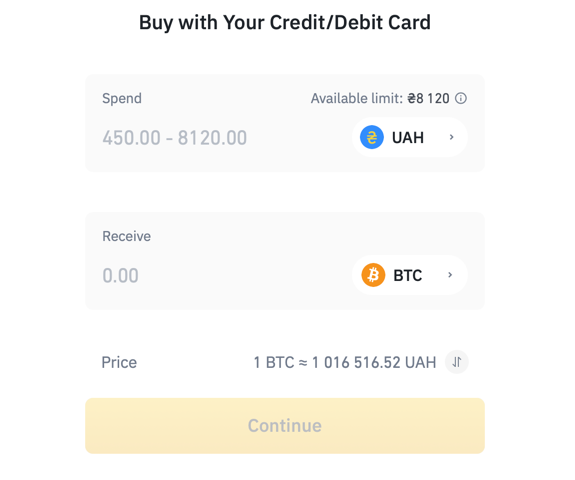 Buy with Your Credit/Debit Card
Spend Available limit: ₴8 120
450.00 - 8120.00 UAH
Receive
0.00 BTC
Price 1 BTC ≈ 1 016 516.52 UAH
Continue